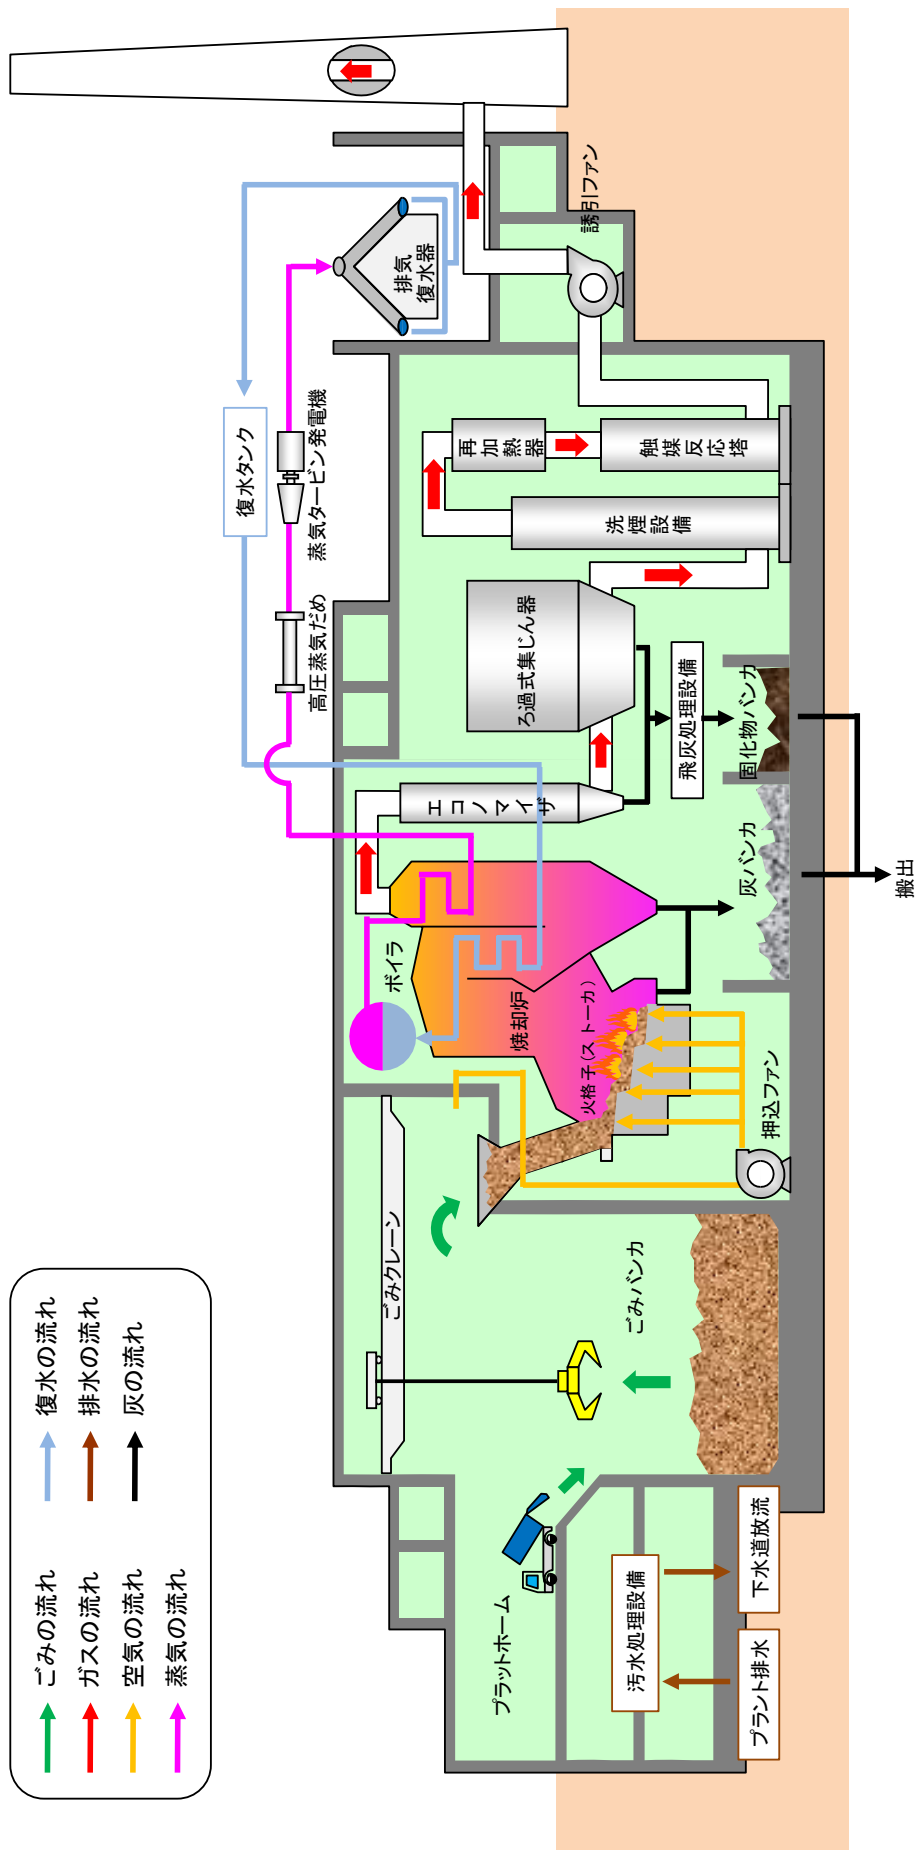 ごみの流れ
ガスの流れ
空気の流れ
蒸気の流れ
復水の流れ
排水の流れ
灰の流れ
プラットホーム
汚水処理設備
プラント排水
下水道放流
ごみクレーン
ごみバンカ
押込ファン
火格子（ストーカ）
焼却炉
ボイラ
エコノマイザ
灰バンカ
固化物バンカ
飛灰処理設備
搬出
ろ過式集じん器
高圧蒸気だめ
蒸気タービン発電機
復水タンク
洗煙設備
再加熱器
触媒反応塔
排気
復水器
誘引ファン